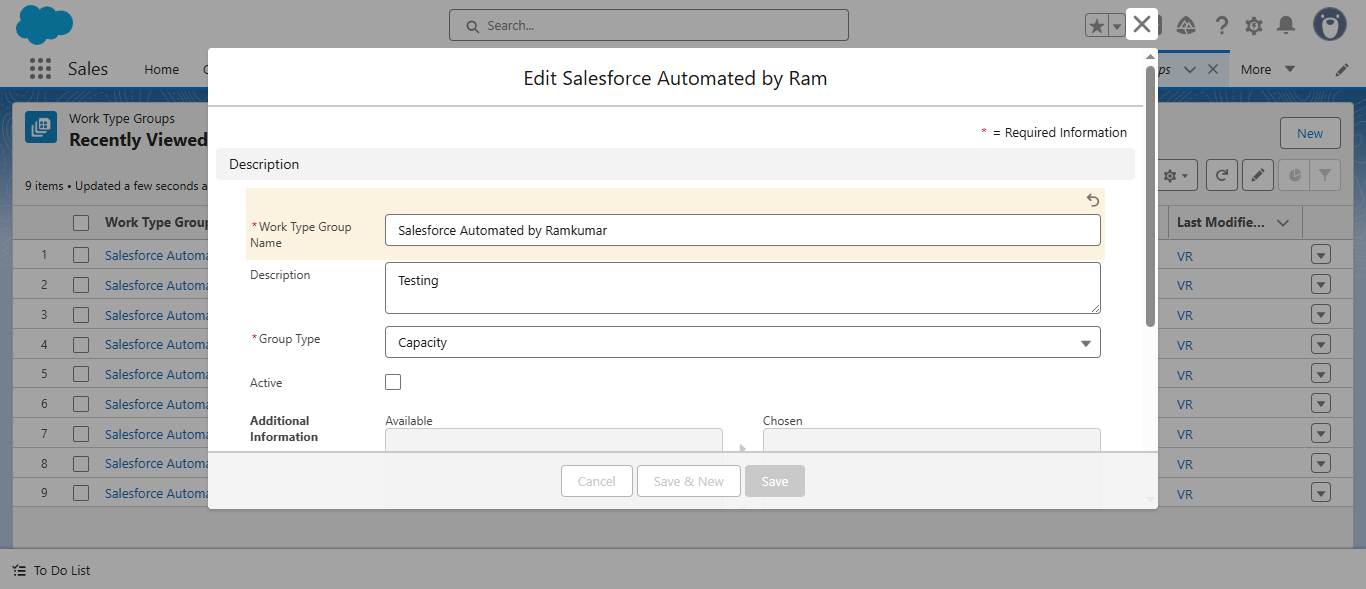 Search...
Sales
Home
ps
More
Work Type Groups
Recently Viewed
New
9 items • Updated a few seconds a
Work Type Group
Last Modifie...
1 Salesforce Automa VR
2 Salesforce Automa VR
3 Salesforce Automa VR
4 Salesforce Automa VR
5 Salesforce Automa VR
6 Salesforce Automa VR
7 Salesforce Automa VR
8 Salesforce Automa VR
9 Salesforce Automa VR
Edit Salesforce Automated by Ram
* = Required Information
Description
*Work Type Group
Name
Salesforce Automated by Ramkumar
Description
Testing
*Group Type
Capacity
Active
Additional
Information
Available
Chosen
Cancel
Save & New
Save
To Do List